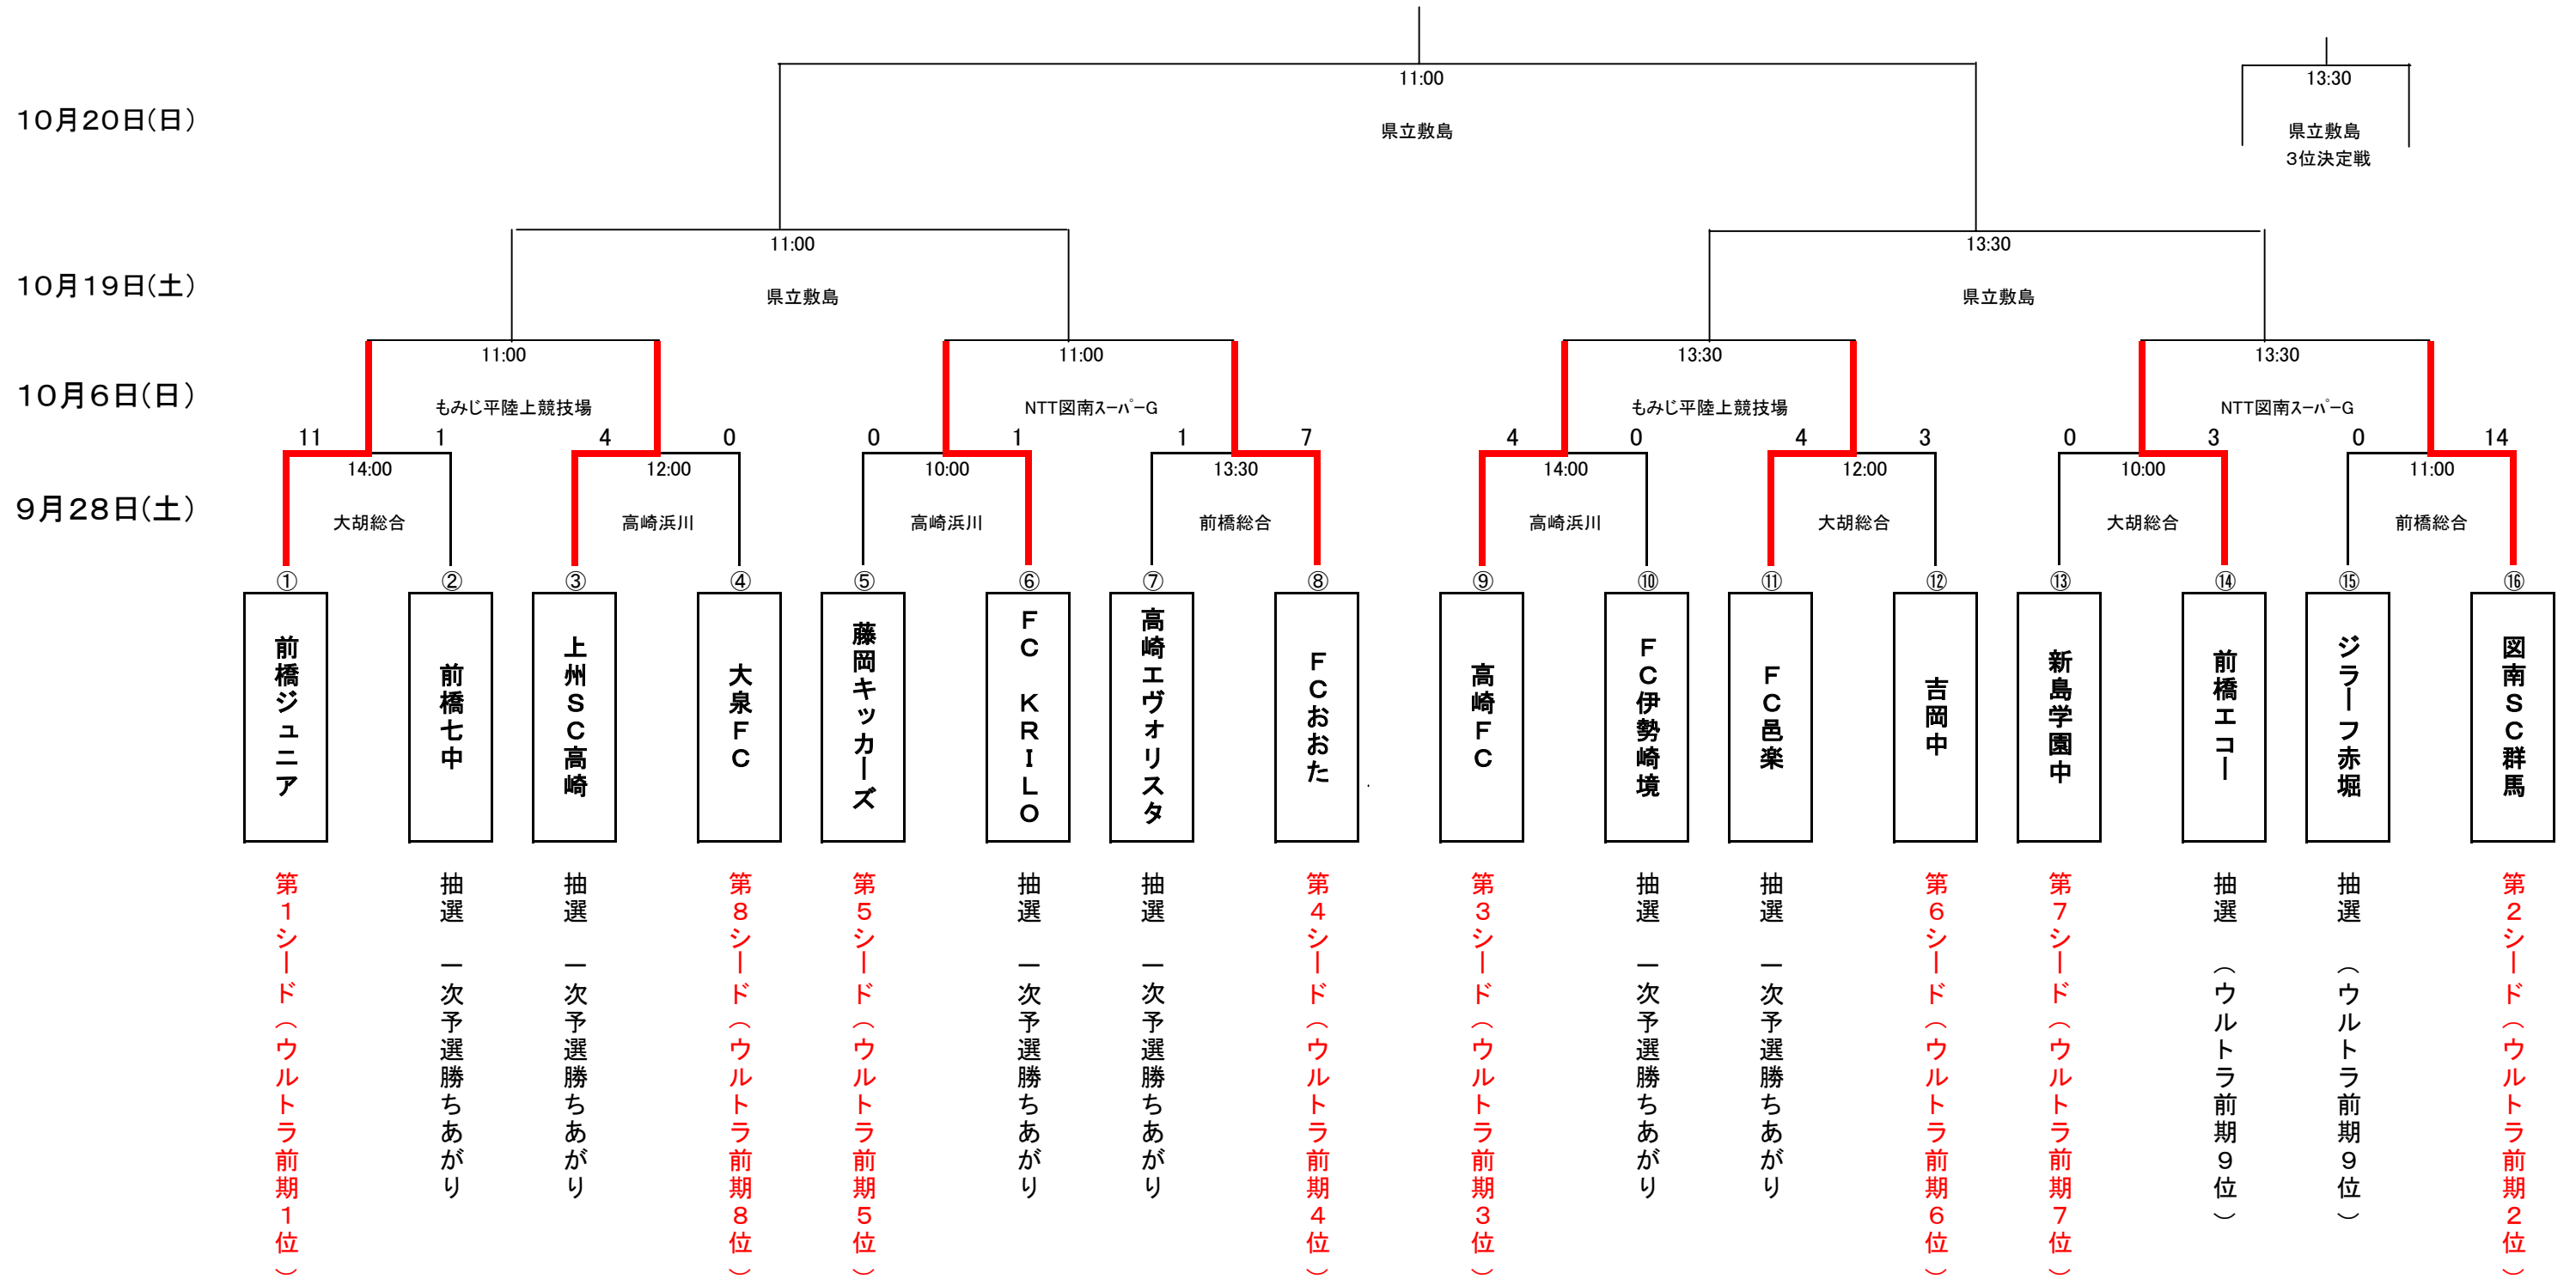 11:00
13:30
10月20日(日)
県立敷島
県立敷島
3位決定戦
11:00
13:30
10月19日(土)
県立敷島
県立敷島
11:00
11:00
13:30
13:30
10月6日(日)
もみじ平陸上競技場
NTT図南スーパーG
もみじ平陸上競技場
NTT図南スーパーG
11 1 4 0 0 1 1 7 4 0 4 3 0 3 0 14
14:00 12:00 10:00 13:30 14:00 12:00 10:00 11:00
9月28日(土)
大胡総合 高崎浜川 高崎浜川 前橋総合 高崎浜川 大胡総合 大胡総合 前橋総合
① ② ③ ④ ⑤ ⑥ ⑦ ⑧ ⑨ ⑩ ⑪ ⑫ ⑬ ⑭ ⑮ ⑯
前橋ジュニア
前橋七中
上州SC高崎
大泉FC
藤岡キッカーズ
FC KRILO
高崎エヴォリスタ
FCおおた
高崎FC
FC伊勢崎境
FC邑楽
吉岡中
新島学園中
前橋エコー
ジラーフ赤堀
図南SC群馬
第1シード(ウルトラ前期1位)
抽選 一次予選勝ちあがり
抽選 一次予選勝ちあがり
第8シード(ウルトラ前期8位)
第5シード(ウルトラ前期5位)
抽選 一次予選勝ちあがり
抽選 一次予選勝ちあがり
第4シード(ウルトラ前期4位)
第3シード(ウルトラ前期3位)
抽選 一次予選勝ちあがり
抽選 一次予選勝ちあがり
第6シード(ウルトラ前期6位)
第7シード(ウルトラ前期7位)
抽選 (ウルトラ前期9位)
抽選 (ウルトラ前期9位)
第2シード(ウルトラ前期2位)